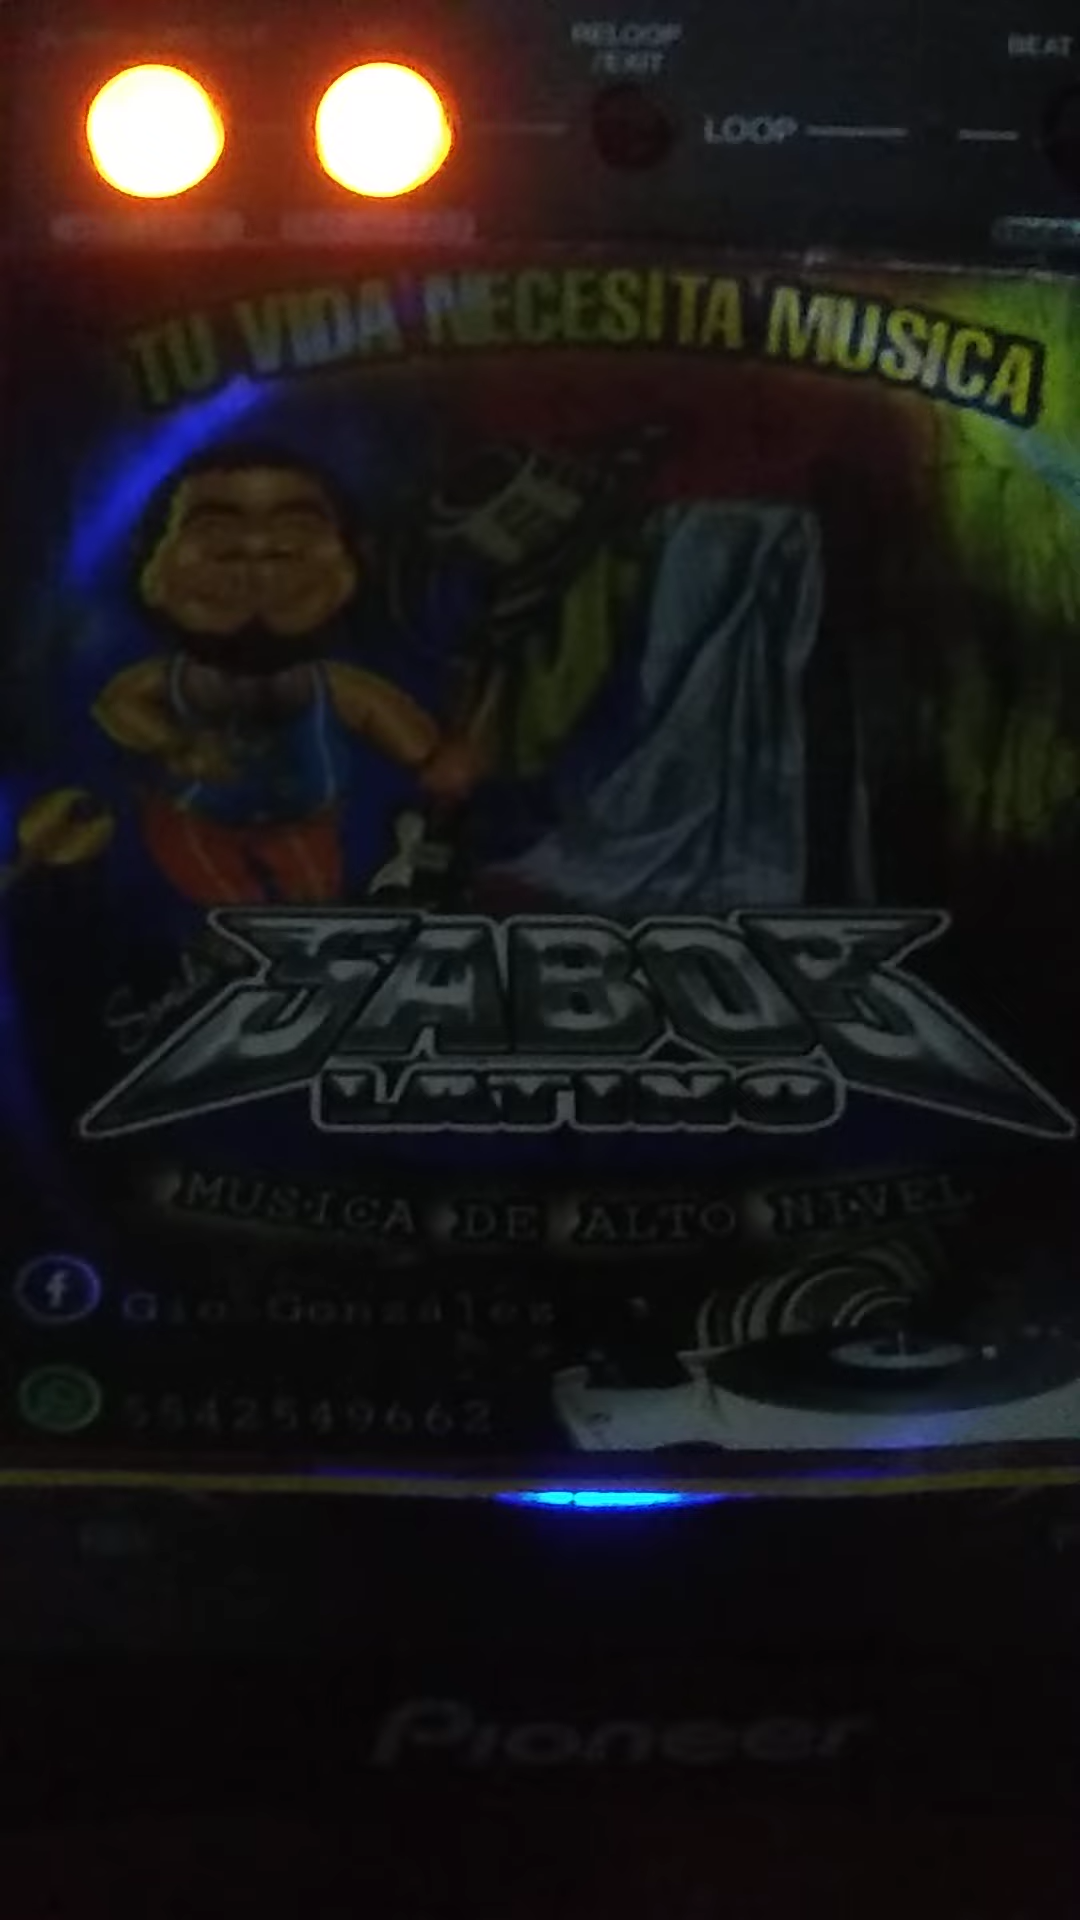 RELOOP
/EXIT
BEAT
LOOP
TU VIDA NECESITA MUSICA
SABOR
LATINO
MUSICA DE ALTO NIVEL
Gio Gonzalez
5542549662
Pioneer